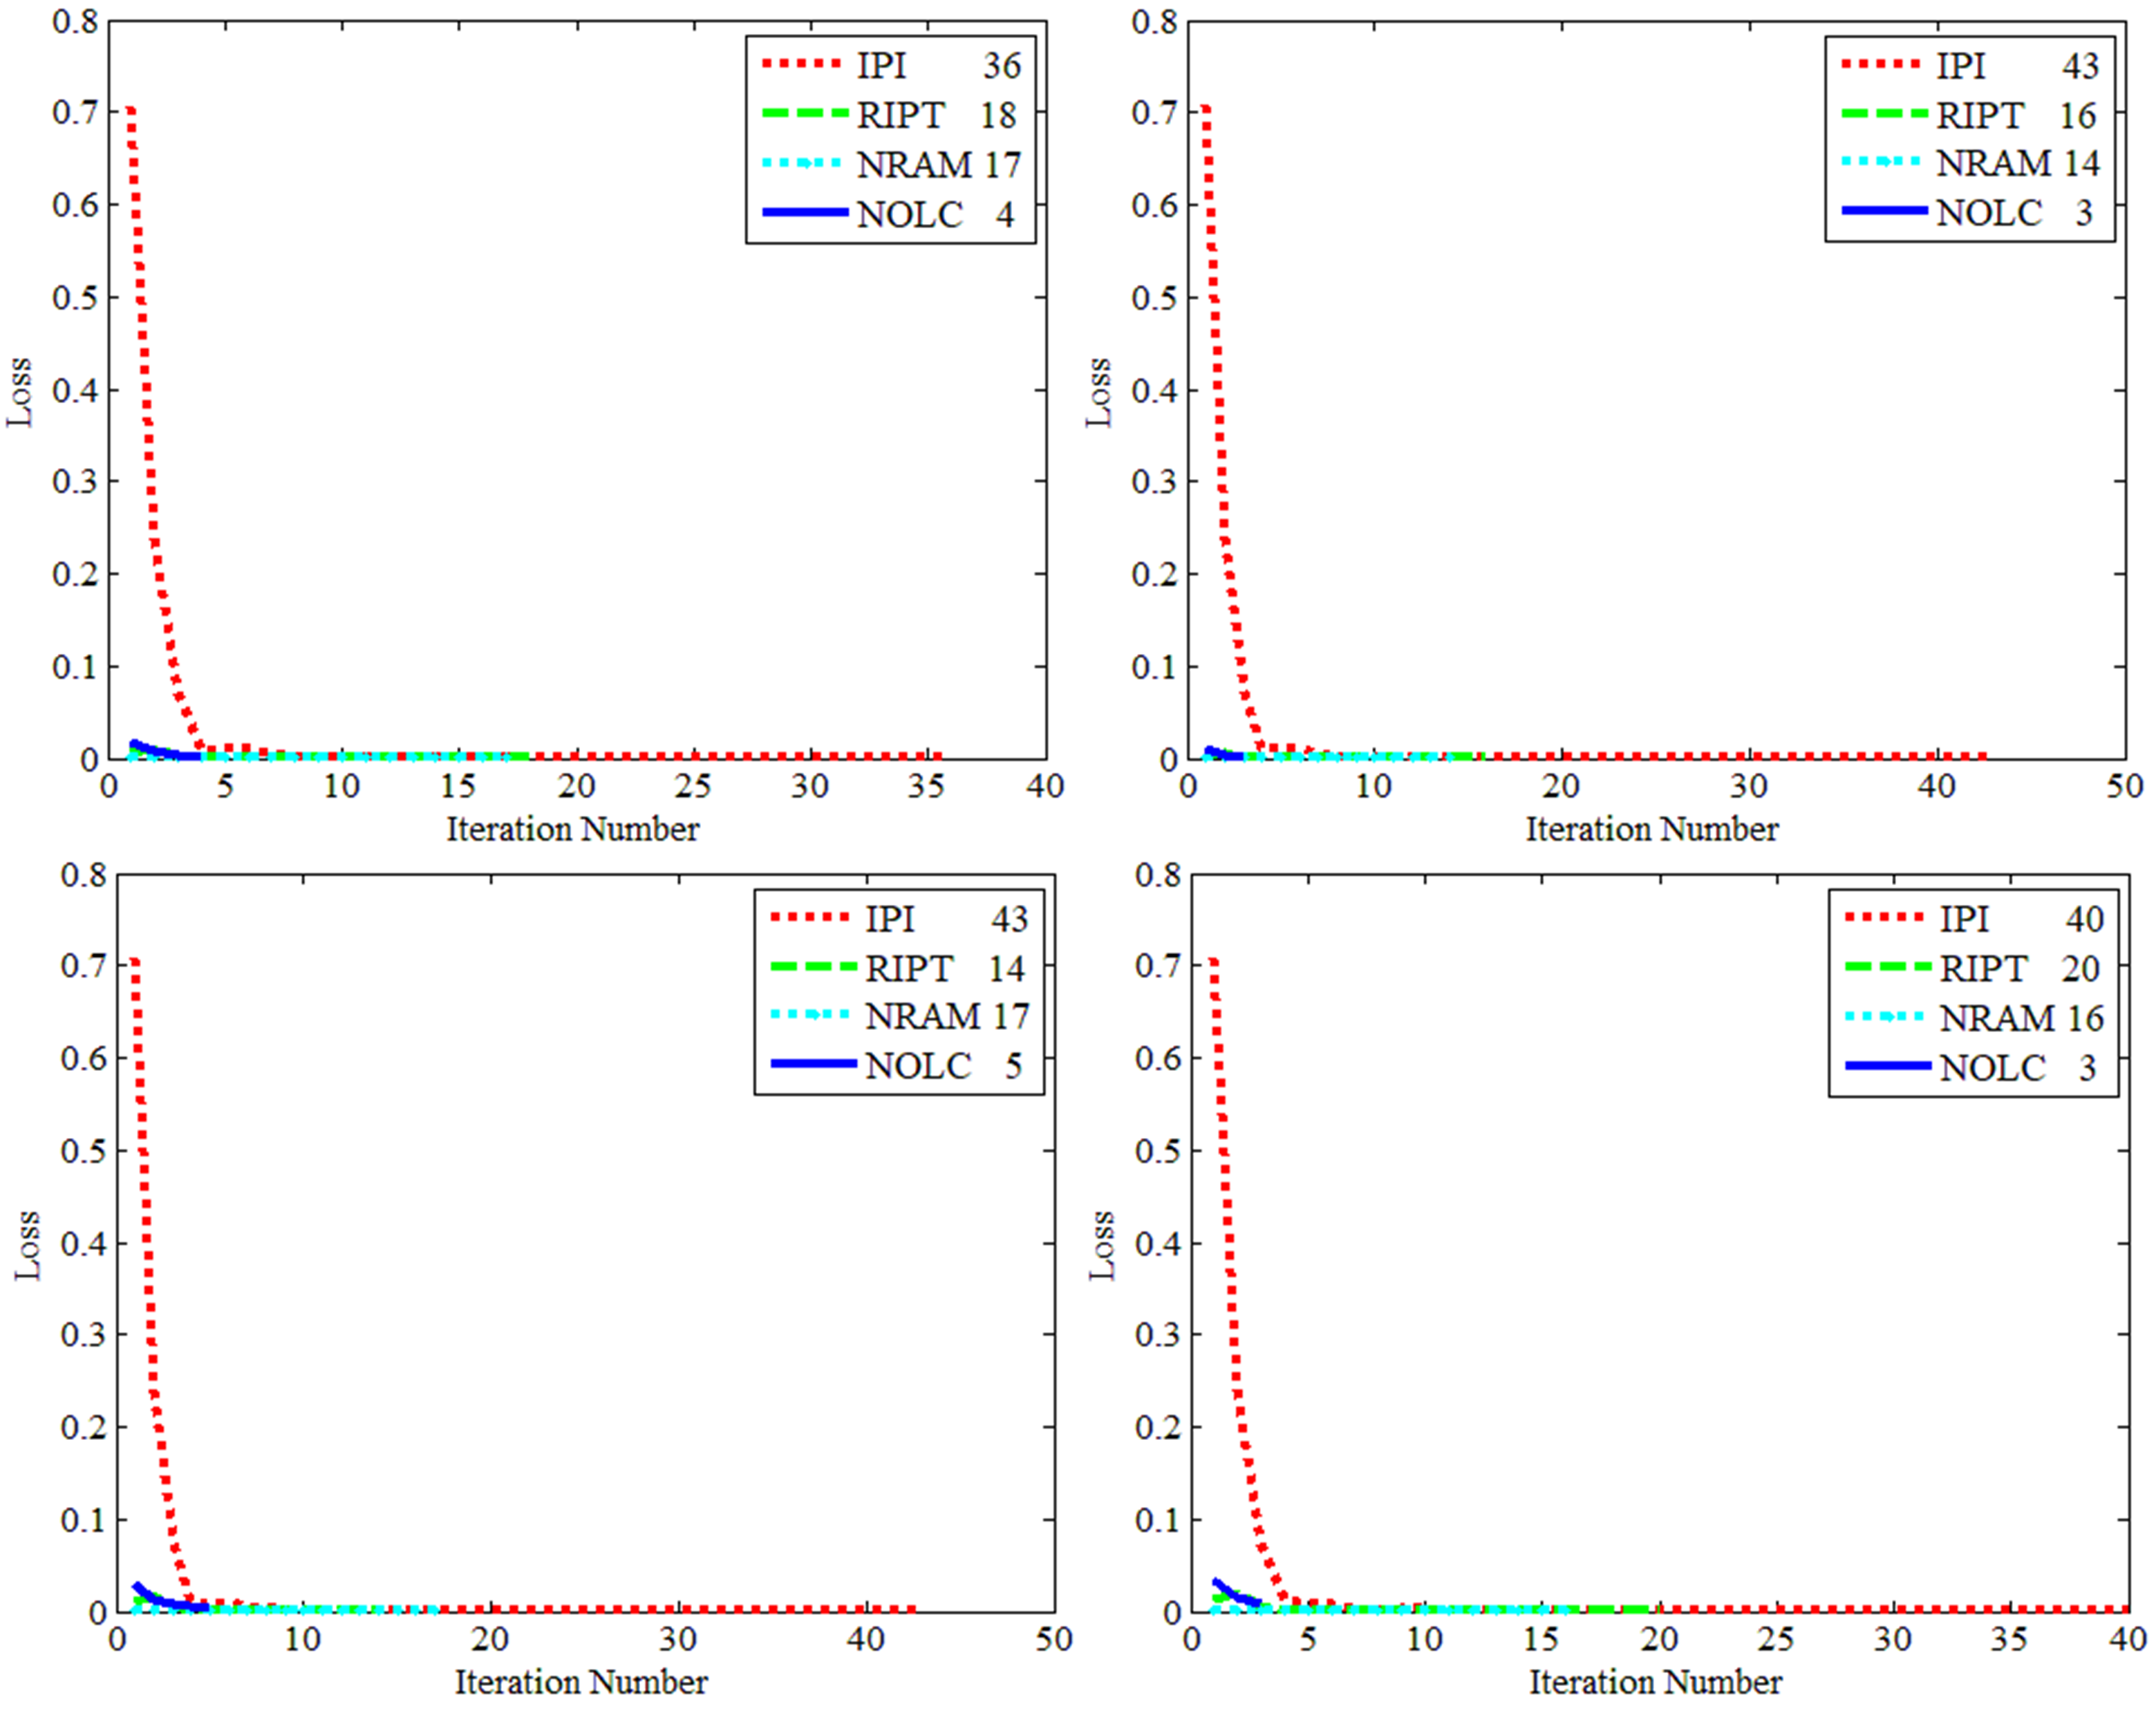 0.8
0.7
0.6
0.5
0.4
0.3
0.2
0.1
0
Loss
IPI 36
RIPT 18
NRAM 17
NOLC 4
0 5 10 15 20 25 30 35 40
Iteration Number
0.8
0.7
0.6
0.5
0.4
0.3
0.2
0.1
0
Loss
IPI 43
RIPT 16
NRAM 14
NOLC 3
0 10 20 30 40 50
Iteration Number
0.8
0.7
0.6
0.5
0.4
0.3
0.2
0.1
0
Loss
IPI 43
RIPT 14
NRAM 17
NOLC 5
0 10 20 30 40 50
Iteration Number
0.8
0.7
0.6
0.5
0.4
0.3
0.2
0.1
0
Loss
IPI 40
RIPT 20
NRAM 16
NOLC 3
0 5 10 15 20 25 30 35 40
Iteration Number